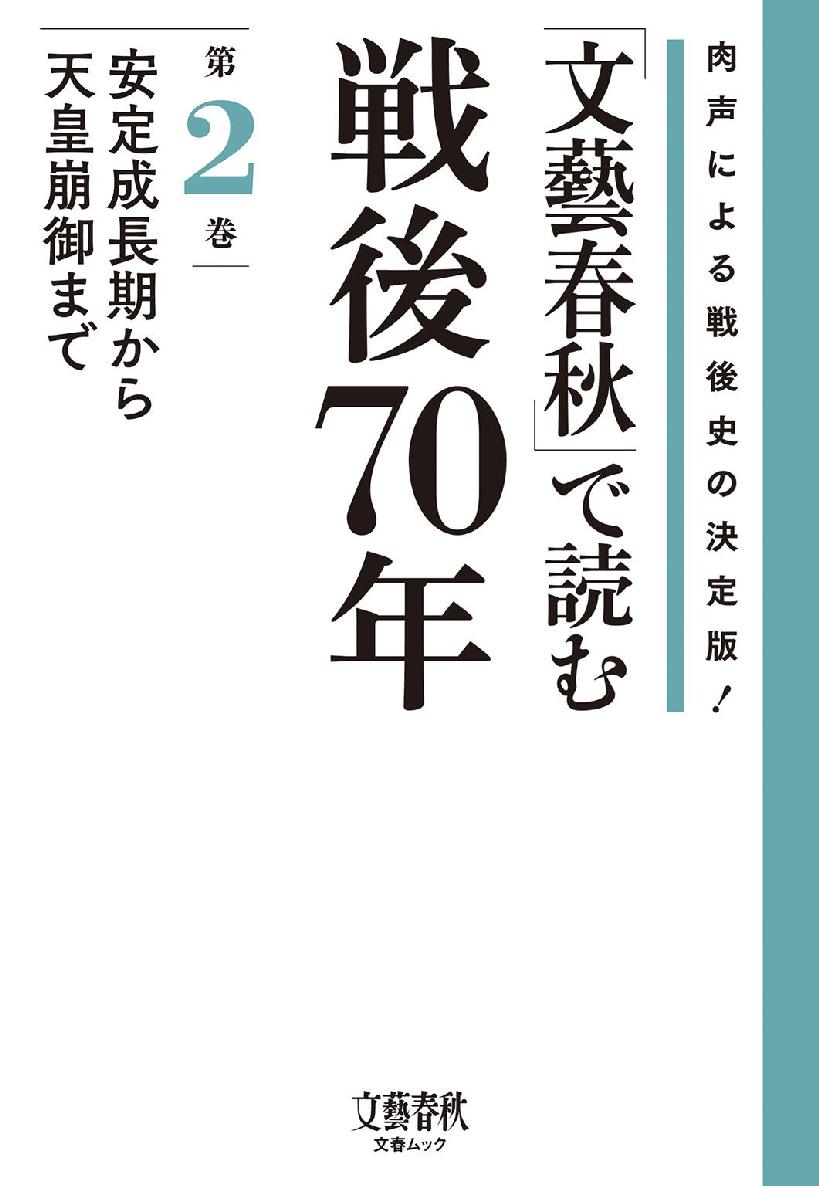 肉声による戦後史の決定版!
「文藝春秋」で読む
戦後70年
第2巻
安定成長期から
天皇崩御まで
文藝春秋
文春ムック